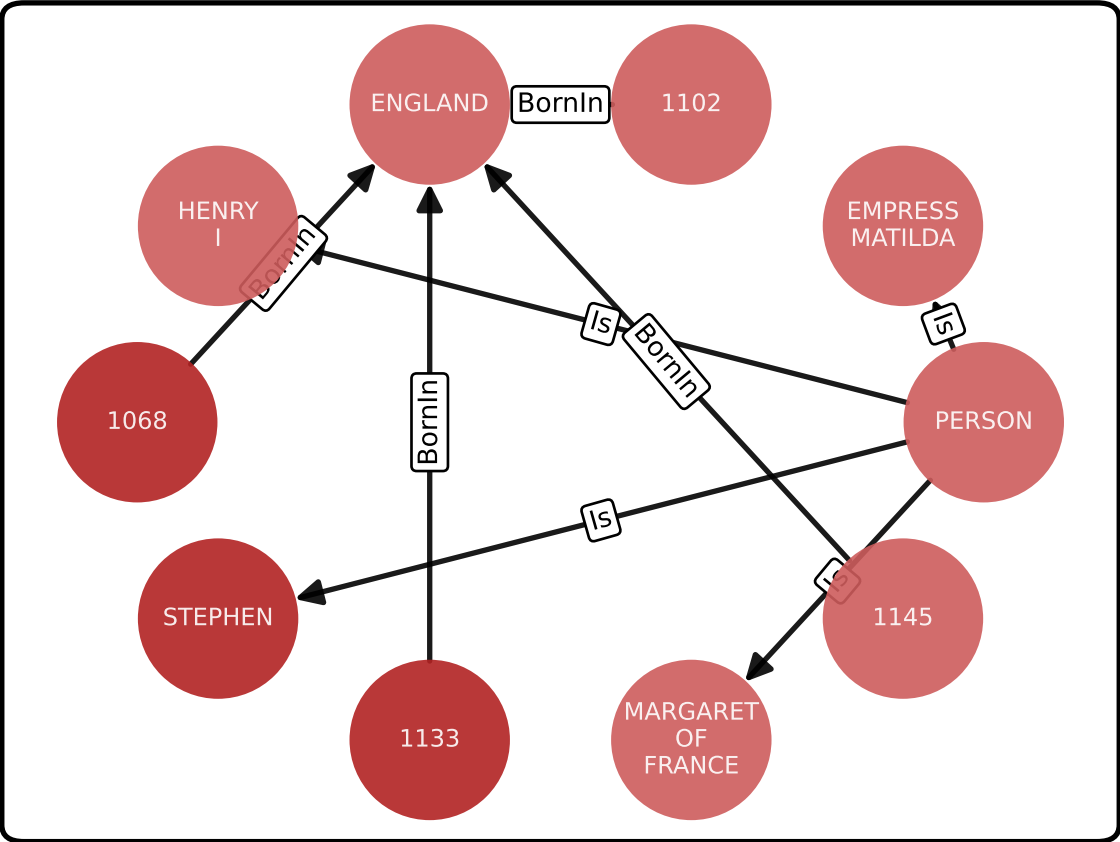 ENGLAND
BornIn
1102
HENRY
I
EMPRESS
MATILDA
BornIn
Is
Is
BornIn
1068
BornIn
PERSON
Is
Is
STEPHEN
1145
1133
MARGARET
OF
FRANCE